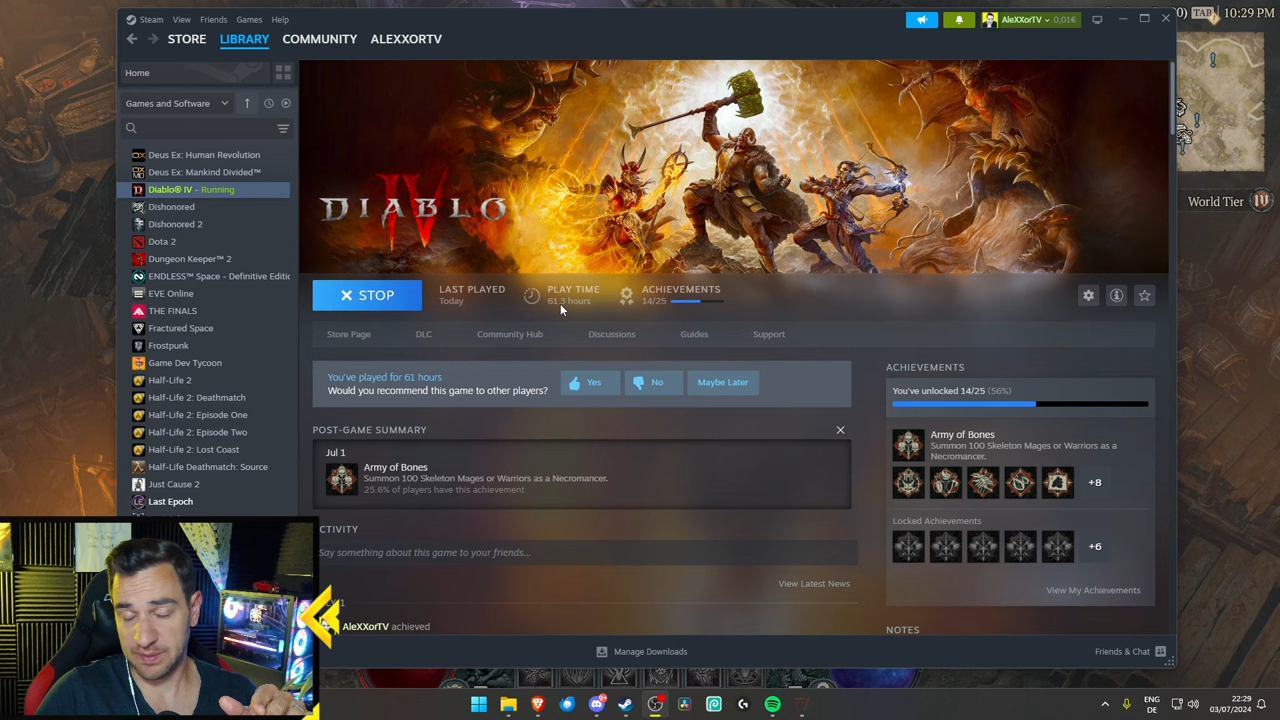 Steam View Friends Games Help
AleXXorTV 0,01€
TAB 10:29 PM
STORE LIBRARY COMMUNITY ALEXXORTV
Home
Games and Software
Deus Ex: Human Revolution
Deus Ex: Mankind Divided™
Diablo® IV - Running
Dishonored
Dishonored 2
Dota 2
Dungeon Keeper™ 2
ENDLESS™ Space - Definitive Editi
EVE Online
THE FINALS
Fractured Space
Frostpunk
Game Dev Tycoon
Half-Life 2
Half-Life 2: Deathmatch
Half-Life 2: Episode One
Half-Life 2: Episode Two
Half-Life 2: Lost Coast
Half-Life Deathmatch: Source
Just Cause 2
Last Epoch
DIABLO IV
World Tier IV
STOP
LAST PLAYED
Today
PLAY TIME
61.3 hours
ACHIEVEMENTS
14/25
Store Page DLC Community Hub Discussions Guides Support
You've played for 61 hours
Would you recommend this game to other players?
Yes No Maybe Later
POST-GAME SUMMARY
Jul 1
Army of Bones
Summon 100 Skeleton Mages or Warriors as a Necromancer.
25.6% of players have this achievement
CTIVITY
Say something about this game to your friends...
View Latest News
AleXXorTV achieved
ACHIEVEMENTS
You've unlocked 14/25 (56%)
Army of Bones
Summon 100 Skeleton Mages or Warriors as a
Necromancer.
+8
Locked Achievements
+6
View My Achievements
NOTES
Manage Downloads
Friends & Chat
ENG
DE
22:29
03/07/2024